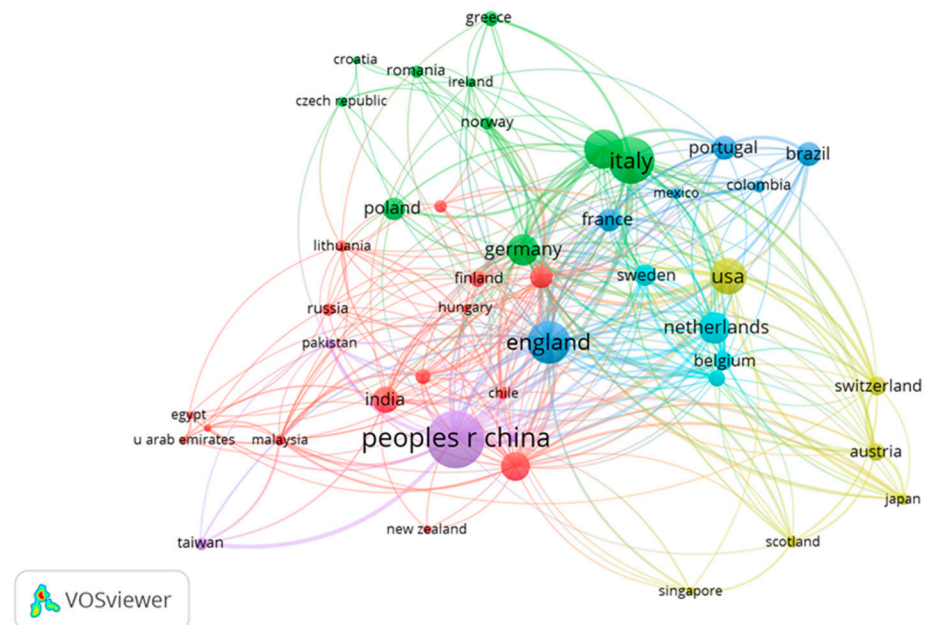 greece
croatia
romania
ireland
czech republic
norway
italy
portugal
brazil
mexico
colombia
poland
france
lithuania
germany
finland
sweden
usa
russia
hungary
netherlands
pakistan
england
belgium
switzerland
india
chile
egypt
u arab emirates
malaysia
peoples r china
austria
japan
new zealand
taiwan
scotland
singapore
VOSviewer